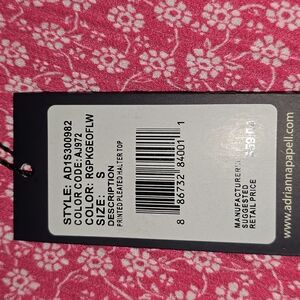 STYLE: AD1S300982
COLOR CODE: AJ972
COLOR: RGPKGEOFLW
SIZE: S
DESCRIPTION
PRINTED PLEATED HALTER TOP
8 86732 84001 1
MANUFACTURER'S
SUGGESTED
RETAIL PRICE
www.adriannapapell.com